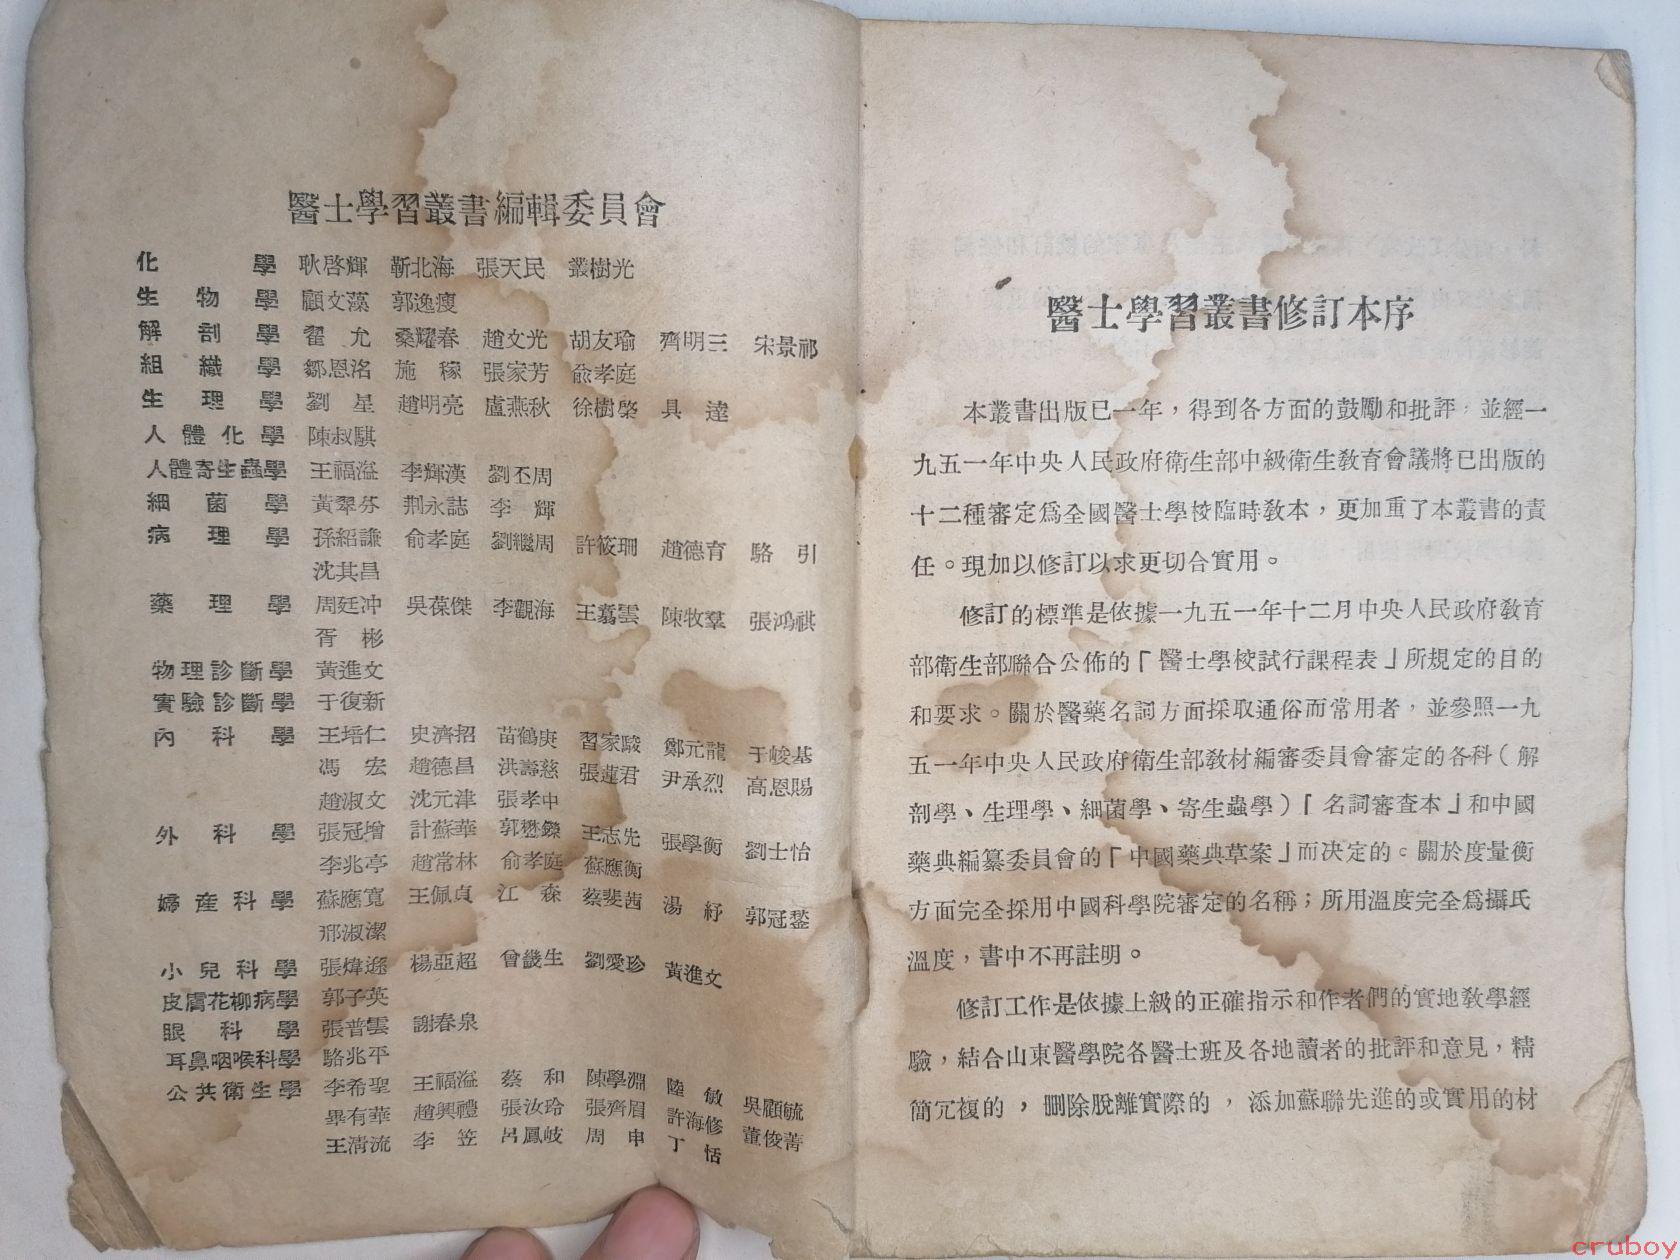 醫士學習叢書編輯委員會
化學 耿啓輝 靳北海 張天民 叢樹光
生物學 顧文藻 郭逸瘦
解剖學 翟允 桑耀春 趙文光 胡友瑜 齊明三 宋景祁
組織學 鄒恩洺 施稼 張家芳 俞孝庭
生理學 劉星 趙明亮 盧燕秋 徐樹棨 具達
人體化學 陳叔騏
人體寄生蟲學 王福溢 李輝漢 劉丕周
細菌學 黃翠芬 荆永誌 李輝
病理學 孫紹謙 俞孝庭 劉繼周 許筱珊 趙德育 駱引
沈其昌
藥理學 周廷冲 吳葆傑 李觀海 王翥雲 陳牧羣 張鴻祺
胥彬
物理診斷學 黃進文
實驗診斷學 于復新
內科學 王培仁 史濟招 苗鶴庚 習家駿 鄭元龍 于峻基
馮宏 趙德昌 洪壽慈 張蓮君 尹承烈 高恩賜
趙淑文 沈元津 張孝中
外科學 張冠增 計蘇華 郭懋鑠 王志先 張學衡 劉士怡
李兆亭 趙常林 俞孝庭 蘇應衡
婦產科學 蘇應寬 王佩貞 江森 蔡斐茜 湯紓 郭冠鍫
邢淑潔
小兒科學 張煒遜 楊亞超 曾畿生 劉愛珍 黃進文
皮膚花柳病學 郭子英
眼科學 張普雲 謝春泉
耳鼻咽喉科學 駱兆平
公共衛生學 李希聖 王福溢 蔡和 陳學淵 陸敏 吳顧毓
畢有華 趙興禮 張汝玲 張齊眉 許海修 董俊菁
王清流 李笠 呂鳳岐 周申 丁恬
醫士學習叢書修訂本序
本叢書出版已一年，得到各方面的鼓勵和批評，並經一
九五一年中央人民政府衛生部中級衛生教育會議將已出版的
十二種審定爲全國醫士學校臨時教本，更加重了本叢書的責
任。現加以修訂以求更切合實用。
修訂的標準是依據一九五一年十二月中央人民政府教育
部衛生部聯合公佈的「醫士學校試行課程表」所規定的目的
和要求。關於醫藥名詞方面採取通俗而常用者，並參照一九
五一年中央人民政府衛生部教材編審委員會審定的各科（解
剖學、生理學、細菌學、寄生蟲學）「名詞審查本」和中國
藥典編纂委員會的「中國藥典草案」而決定的。關於度量衡
方面完全採用中國科學院審定的名稱；所用溫度完全爲攝氏
溫度，書中不再註明。
修訂工作是依據上級的正確指示和作者們的實地教學經
驗，結合山東醫學院各醫士班及各地讀者的批評和意見，精
簡冗複的，删除脫離實際的，添加蘇聯先進的或實用的材
cruboy